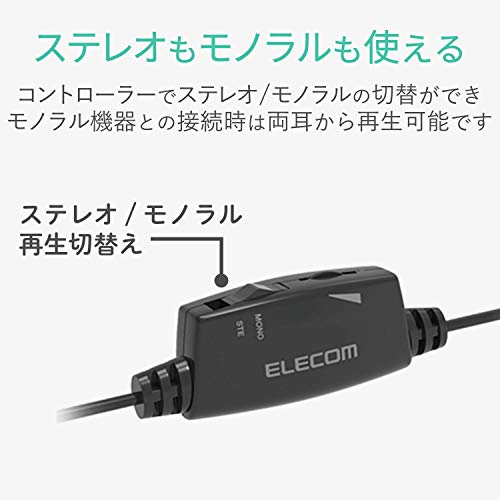 ステレオもモノラルも使える
コントローラーでステレオ/モノラルの切替ができ
モノラル機器との接続時は両耳から再生可能です
ステレオ / モノラル
再生切替え
MONO
STE
ELECOM